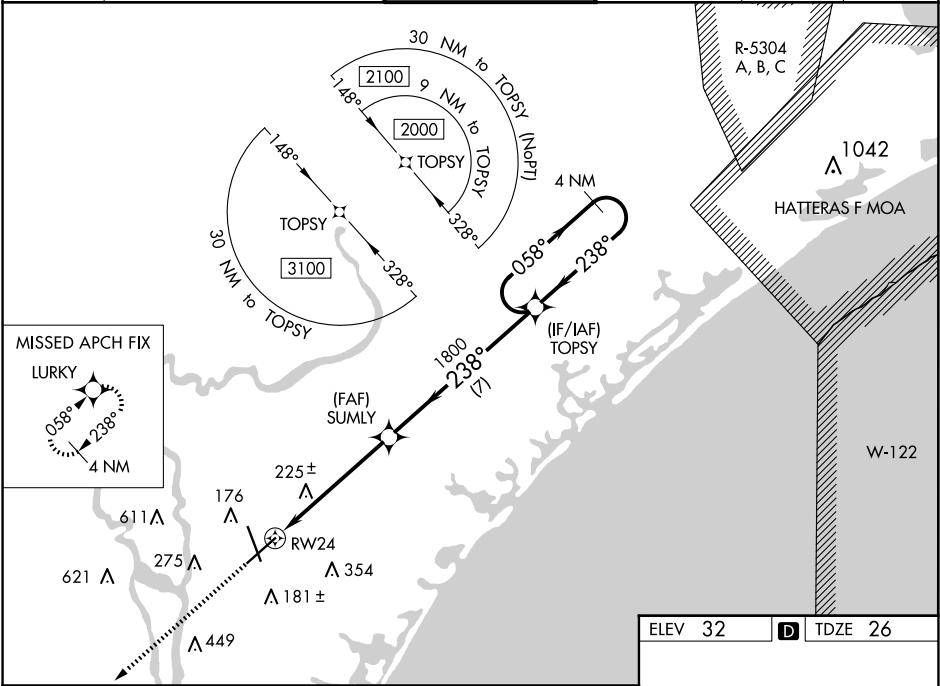 30 NM to TOPSY (NoPT)
2100
9 NM to TOPSY
148°
2000
TOPSY
328°
148°
TOPSY
328°
3100
30 NM to TOPSY
R-5304
A, B, C
1042
HATTERAS F MOA
4 NM
058°
238°
(IF/IAF)
TOPSY
1800
238°
(7)
MISSED APCH FIX
LURKY
058°
238°
4 NM
(FAF)
SUMLY
W-122
225±
176
611
RW24
275
354
621
181±
449
ELEV 32
D
TDZE 26